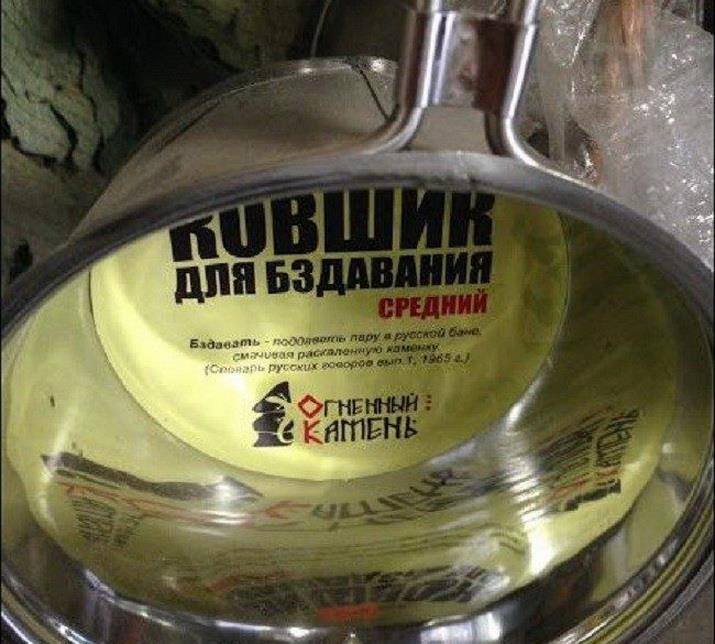 КОВШИК
ДЛЯ БЗДАВАНИЯ
СРЕДНИЙ
Бздавать - поддавать пару в русской бане,
смачивая раскаленную каменку.
(Словарь русских говоров вып.1, 1965 г.)
ОГНЕННЫЙ
КАМЕНЬ